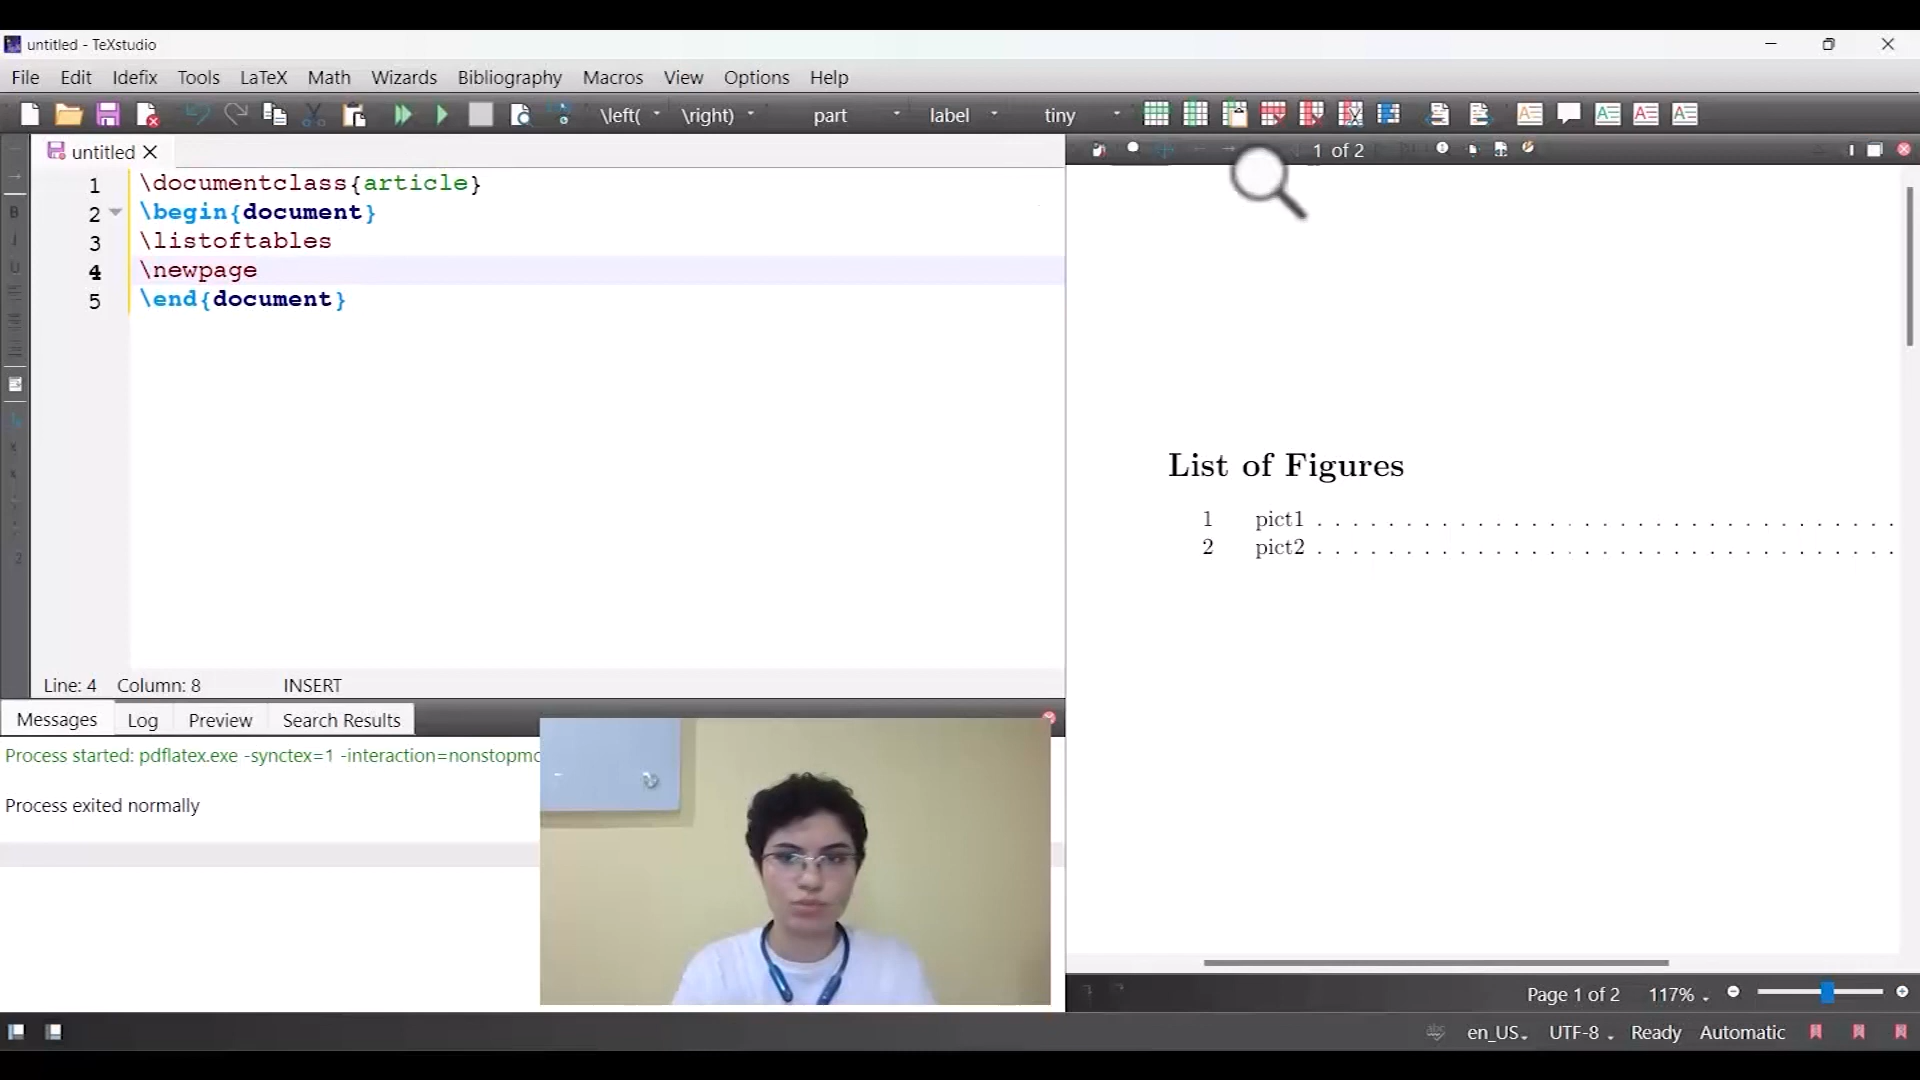 untitled - TeXstudio
File Edit Idefix Tools LaTeX Math Wizards Bibliography Macros View Options Help
\left( \right) part label tiny
untitled
1 of 2
1 \documentclass{article}
2 \begin{document}
3 \listoftables
4 \newpage
5 \end{document}
List of Figures
1 pict1 . . . . . . . . . . . . . . . . . . . . . . . . . . . . . . . . .
2 pict2 . . . . . . . . . . . . . . . . . . . . . . . . . . . . . . . . .
Line: 4 Column: 8 INSERT
Messages Log Preview Search Results
Process started: pdflatex.exe -synctex=1
Process exited normally
Page 1 of 2 117%
en_US UTF-8 Ready Automatic